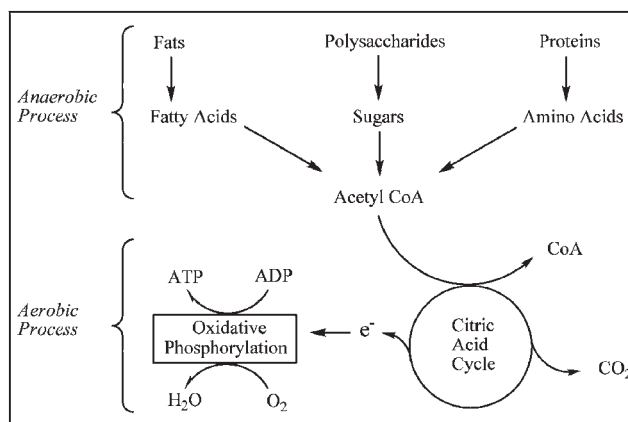 Fats
Polysaccharides
Proteins
Anaerobic
Process
Fatty Acids
Sugars
Amino Acids
Acetyl CoA
CoA
ATP
ADP
Aerobic
Process
Oxidative
Phosphorylation
e-
Citric
Acid
Cycle
CO2
H2O
O2